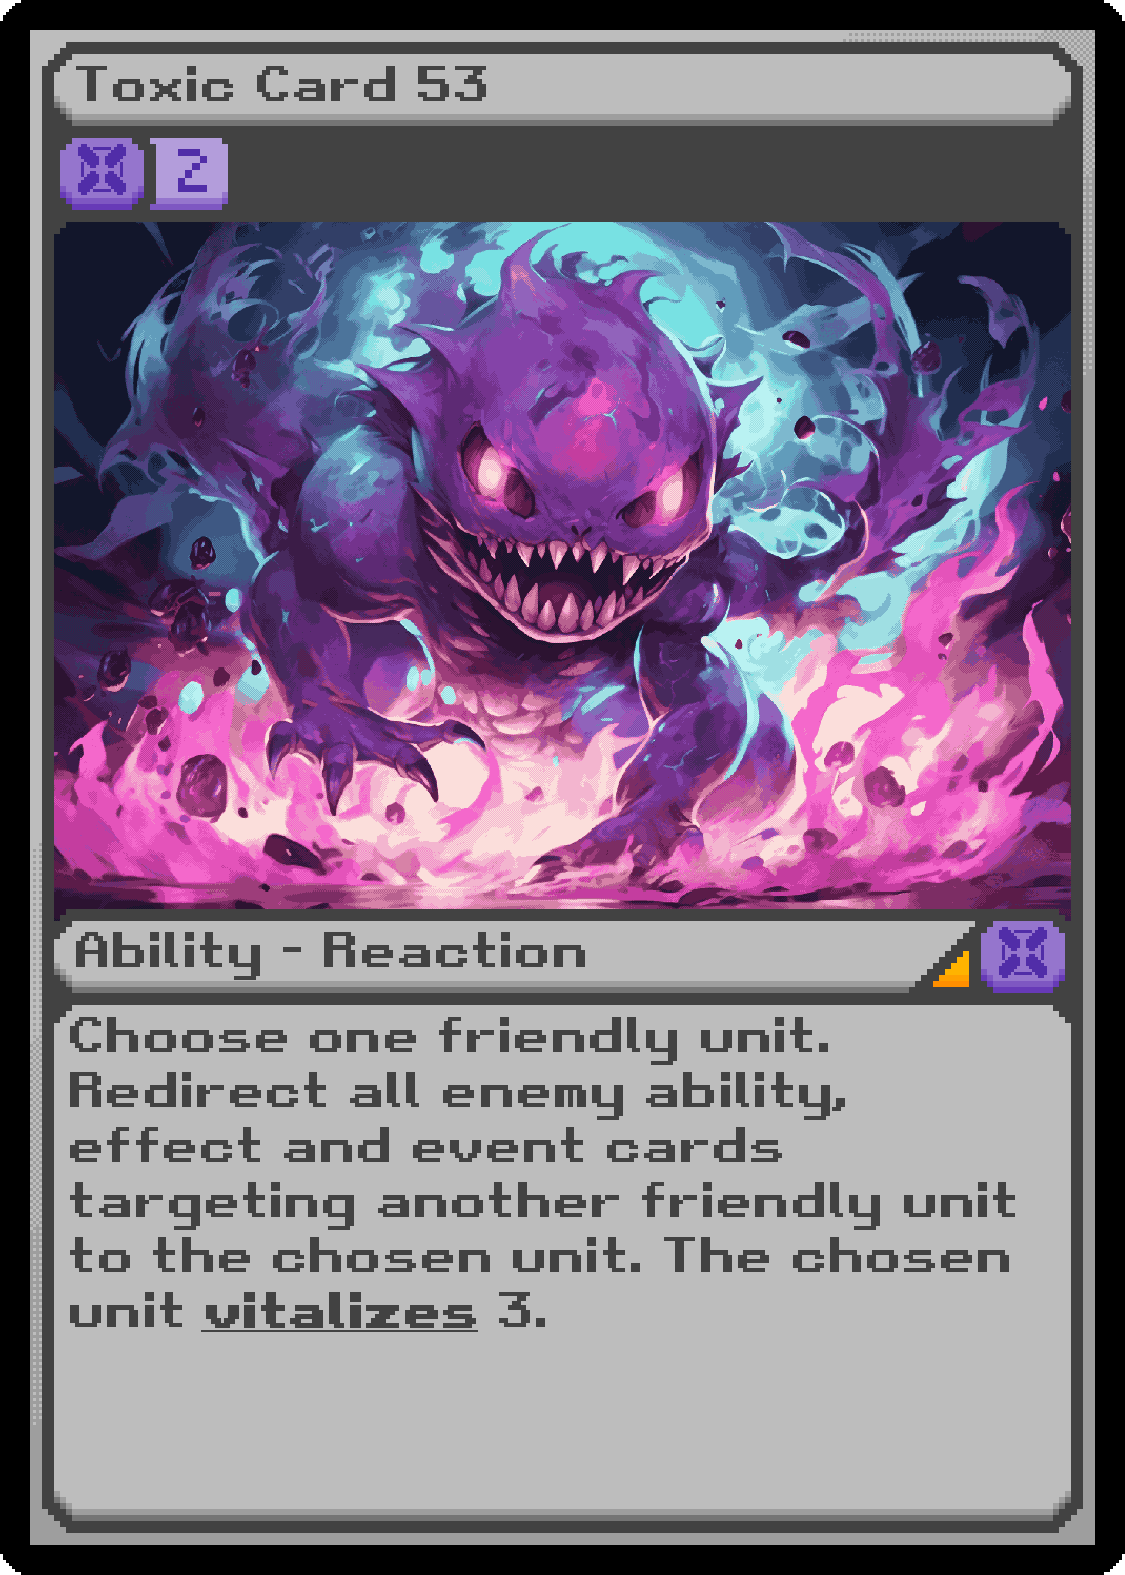 Toxic Card 53
2
Ability - Reaction
Choose one friendly unit.
Redirect all enemy ability,
effect and event cards
targeting another friendly unit
to the chosen unit. The chosen
unit vitalizes 3.